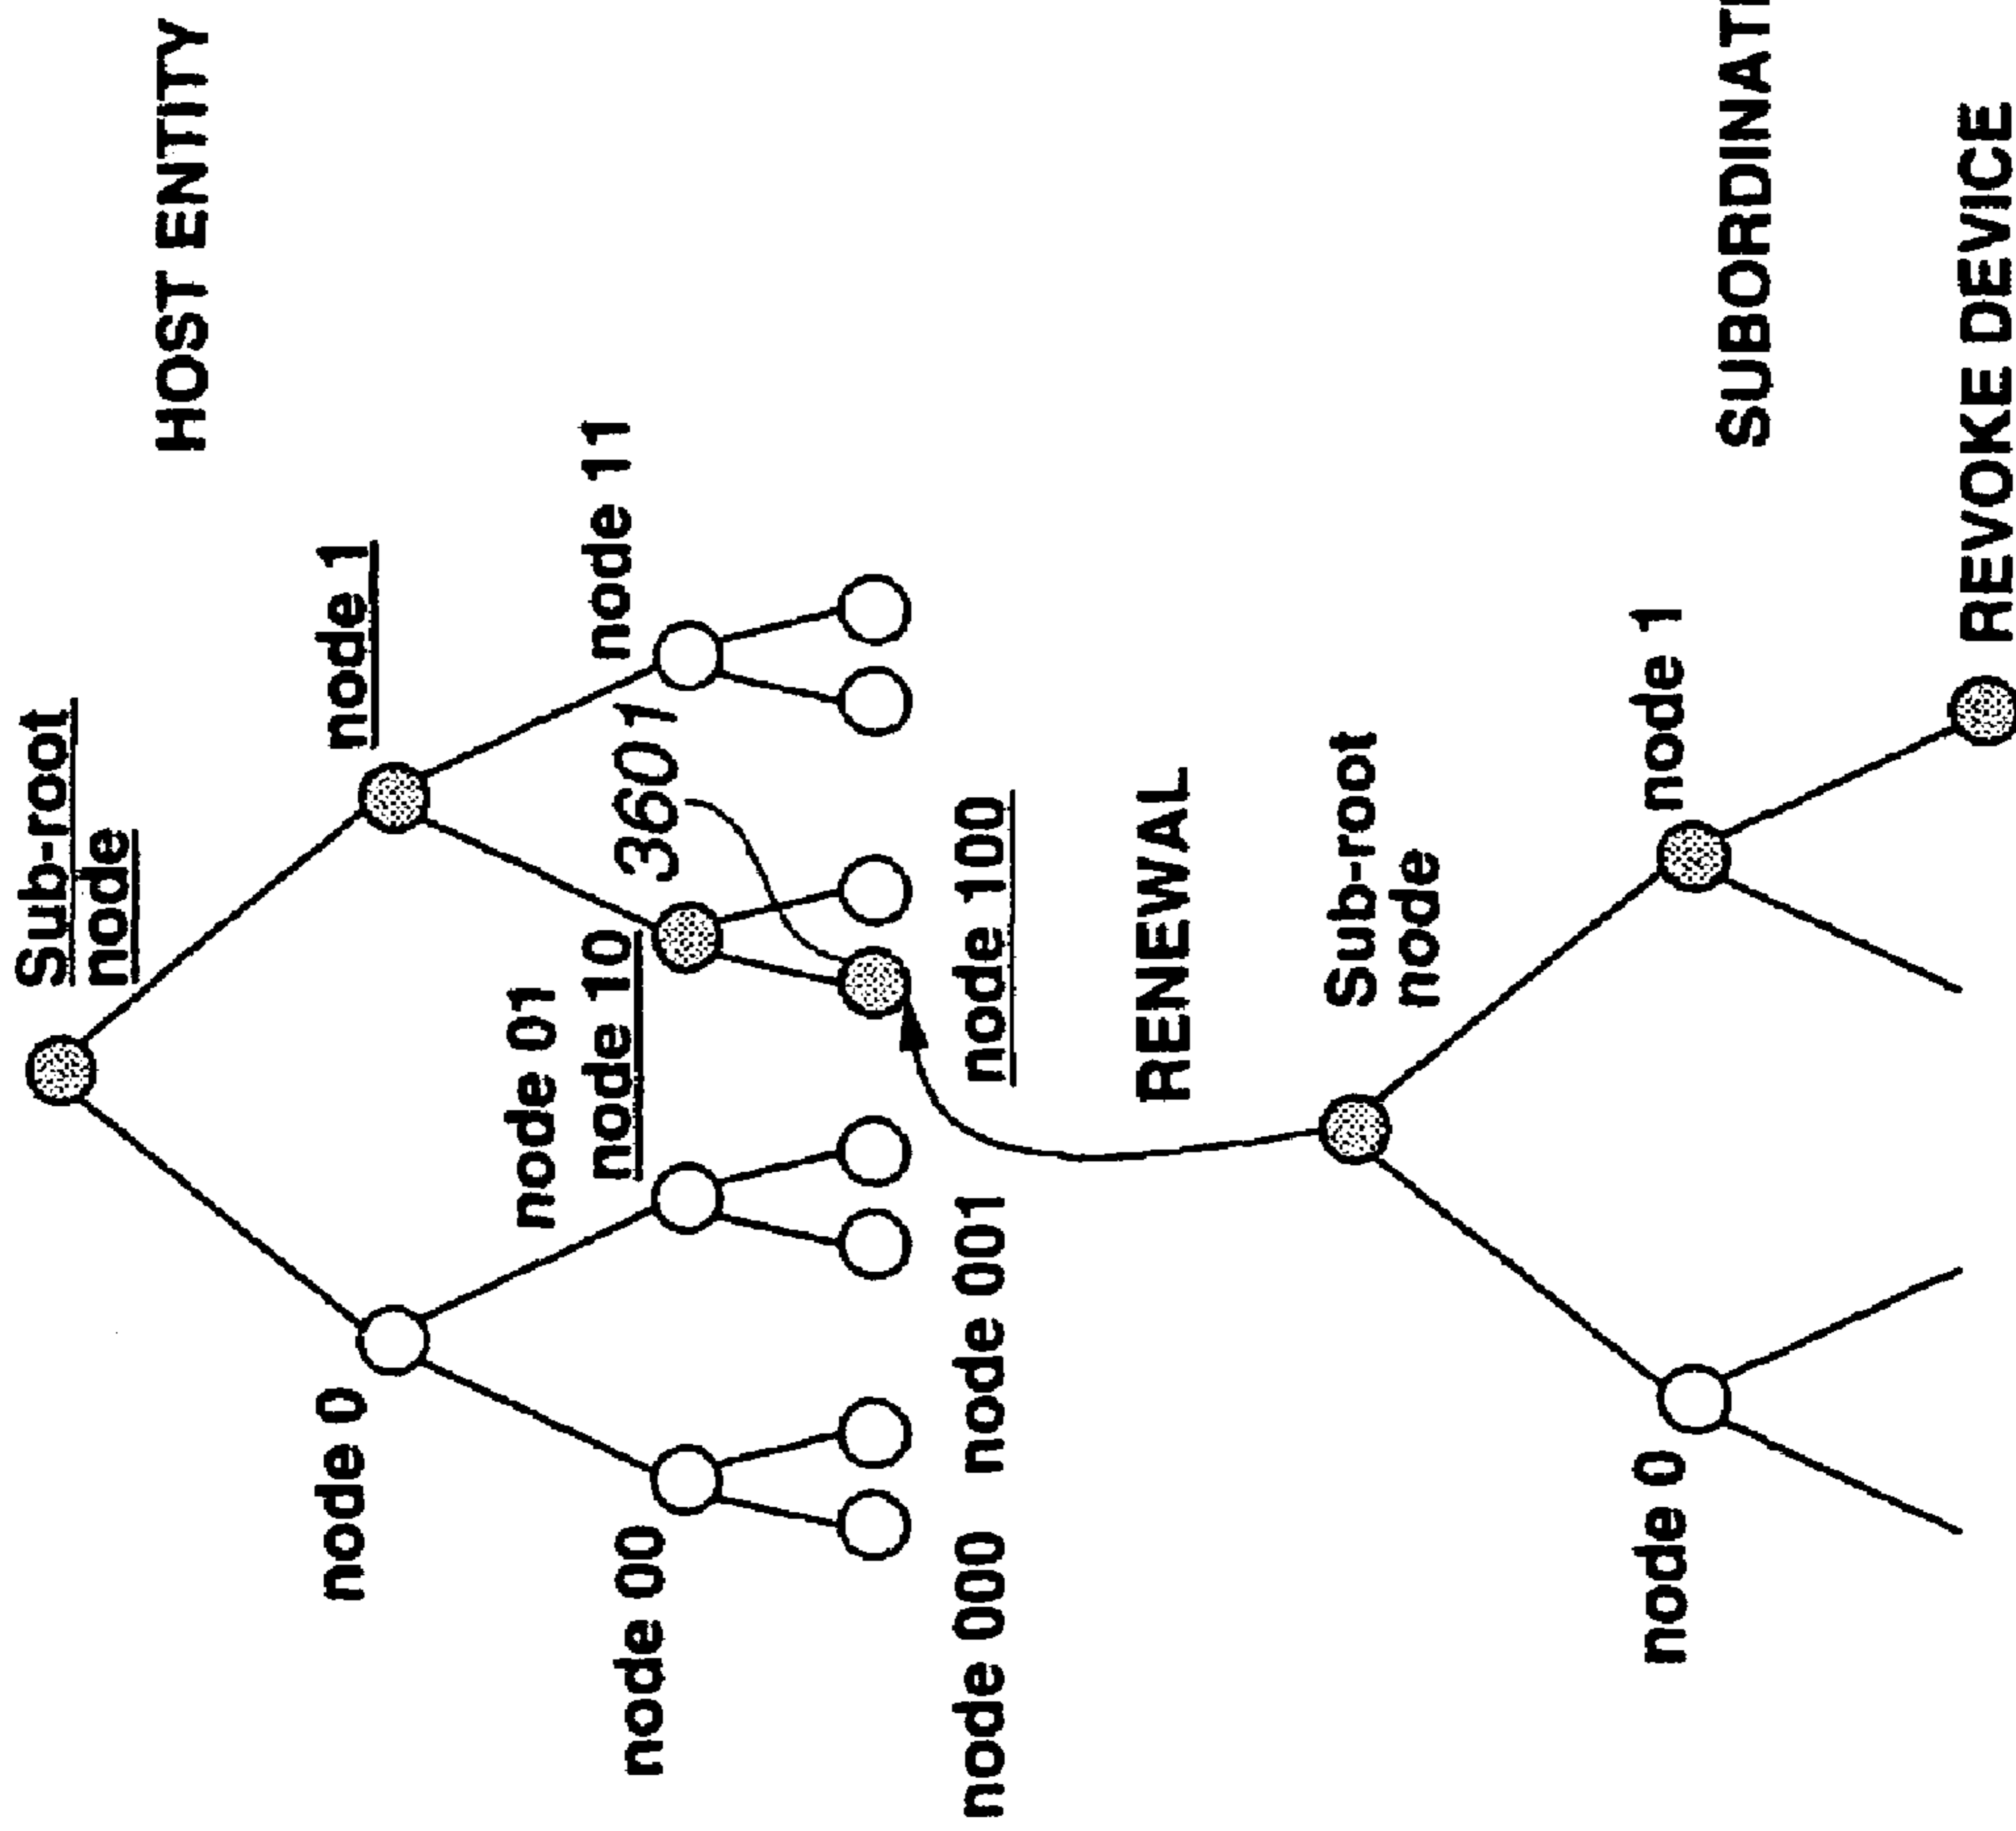 Sub-root
node
HOST ENTITY
node 0
node 1
node 00
node 01
node 10
3601
node 11
node 000
node 001
node 100
RENEWAL
Sub-root
node
node 0
node 1
SUBORDINAT
REVOKE DEVICE